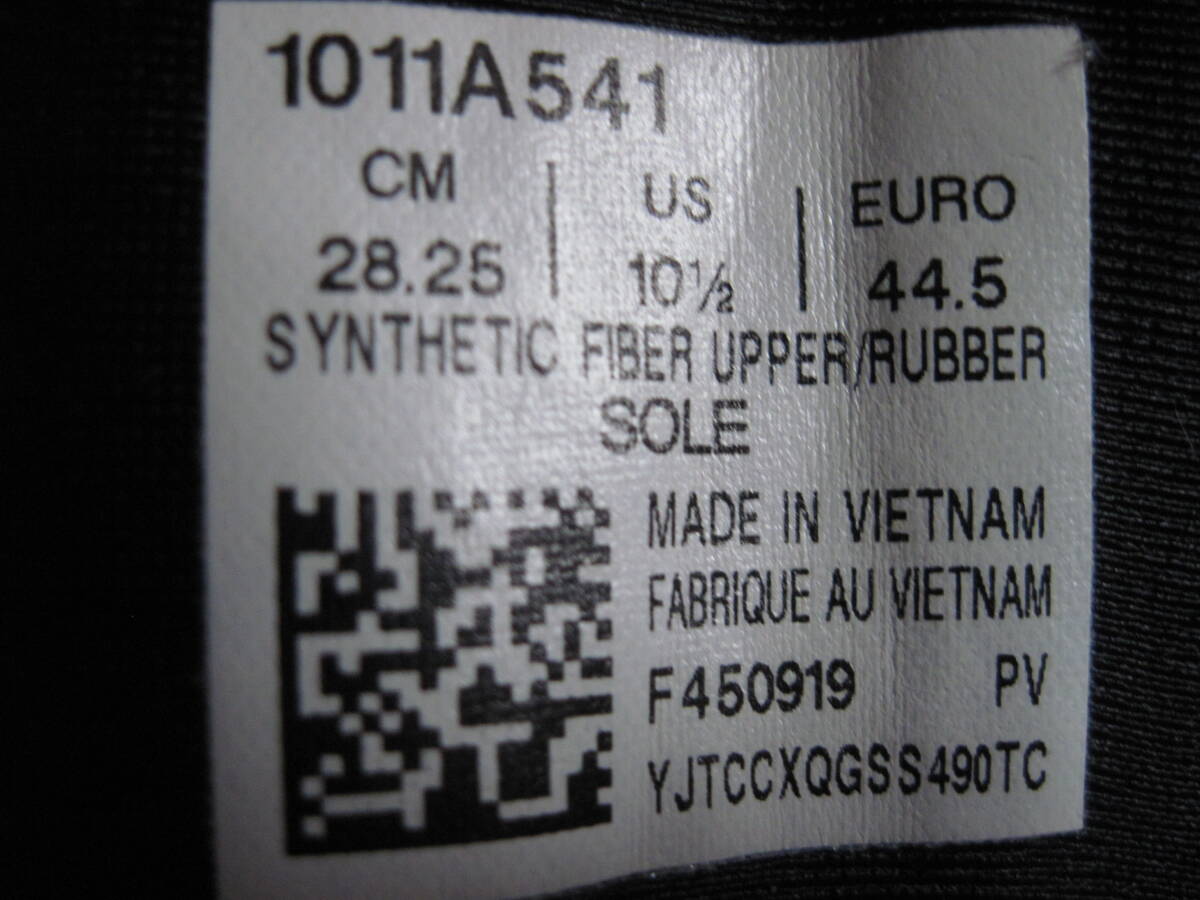 1011A541
CM | US | EURO
28.25 | 10½ | 44.5
SYNTHETIC FIBER UPPER/RUBBER
SOLE
MADE IN VIETNAM
FABRIQUE AU VIETNAM
F450919 PV
YJTCCXQGSS490TC